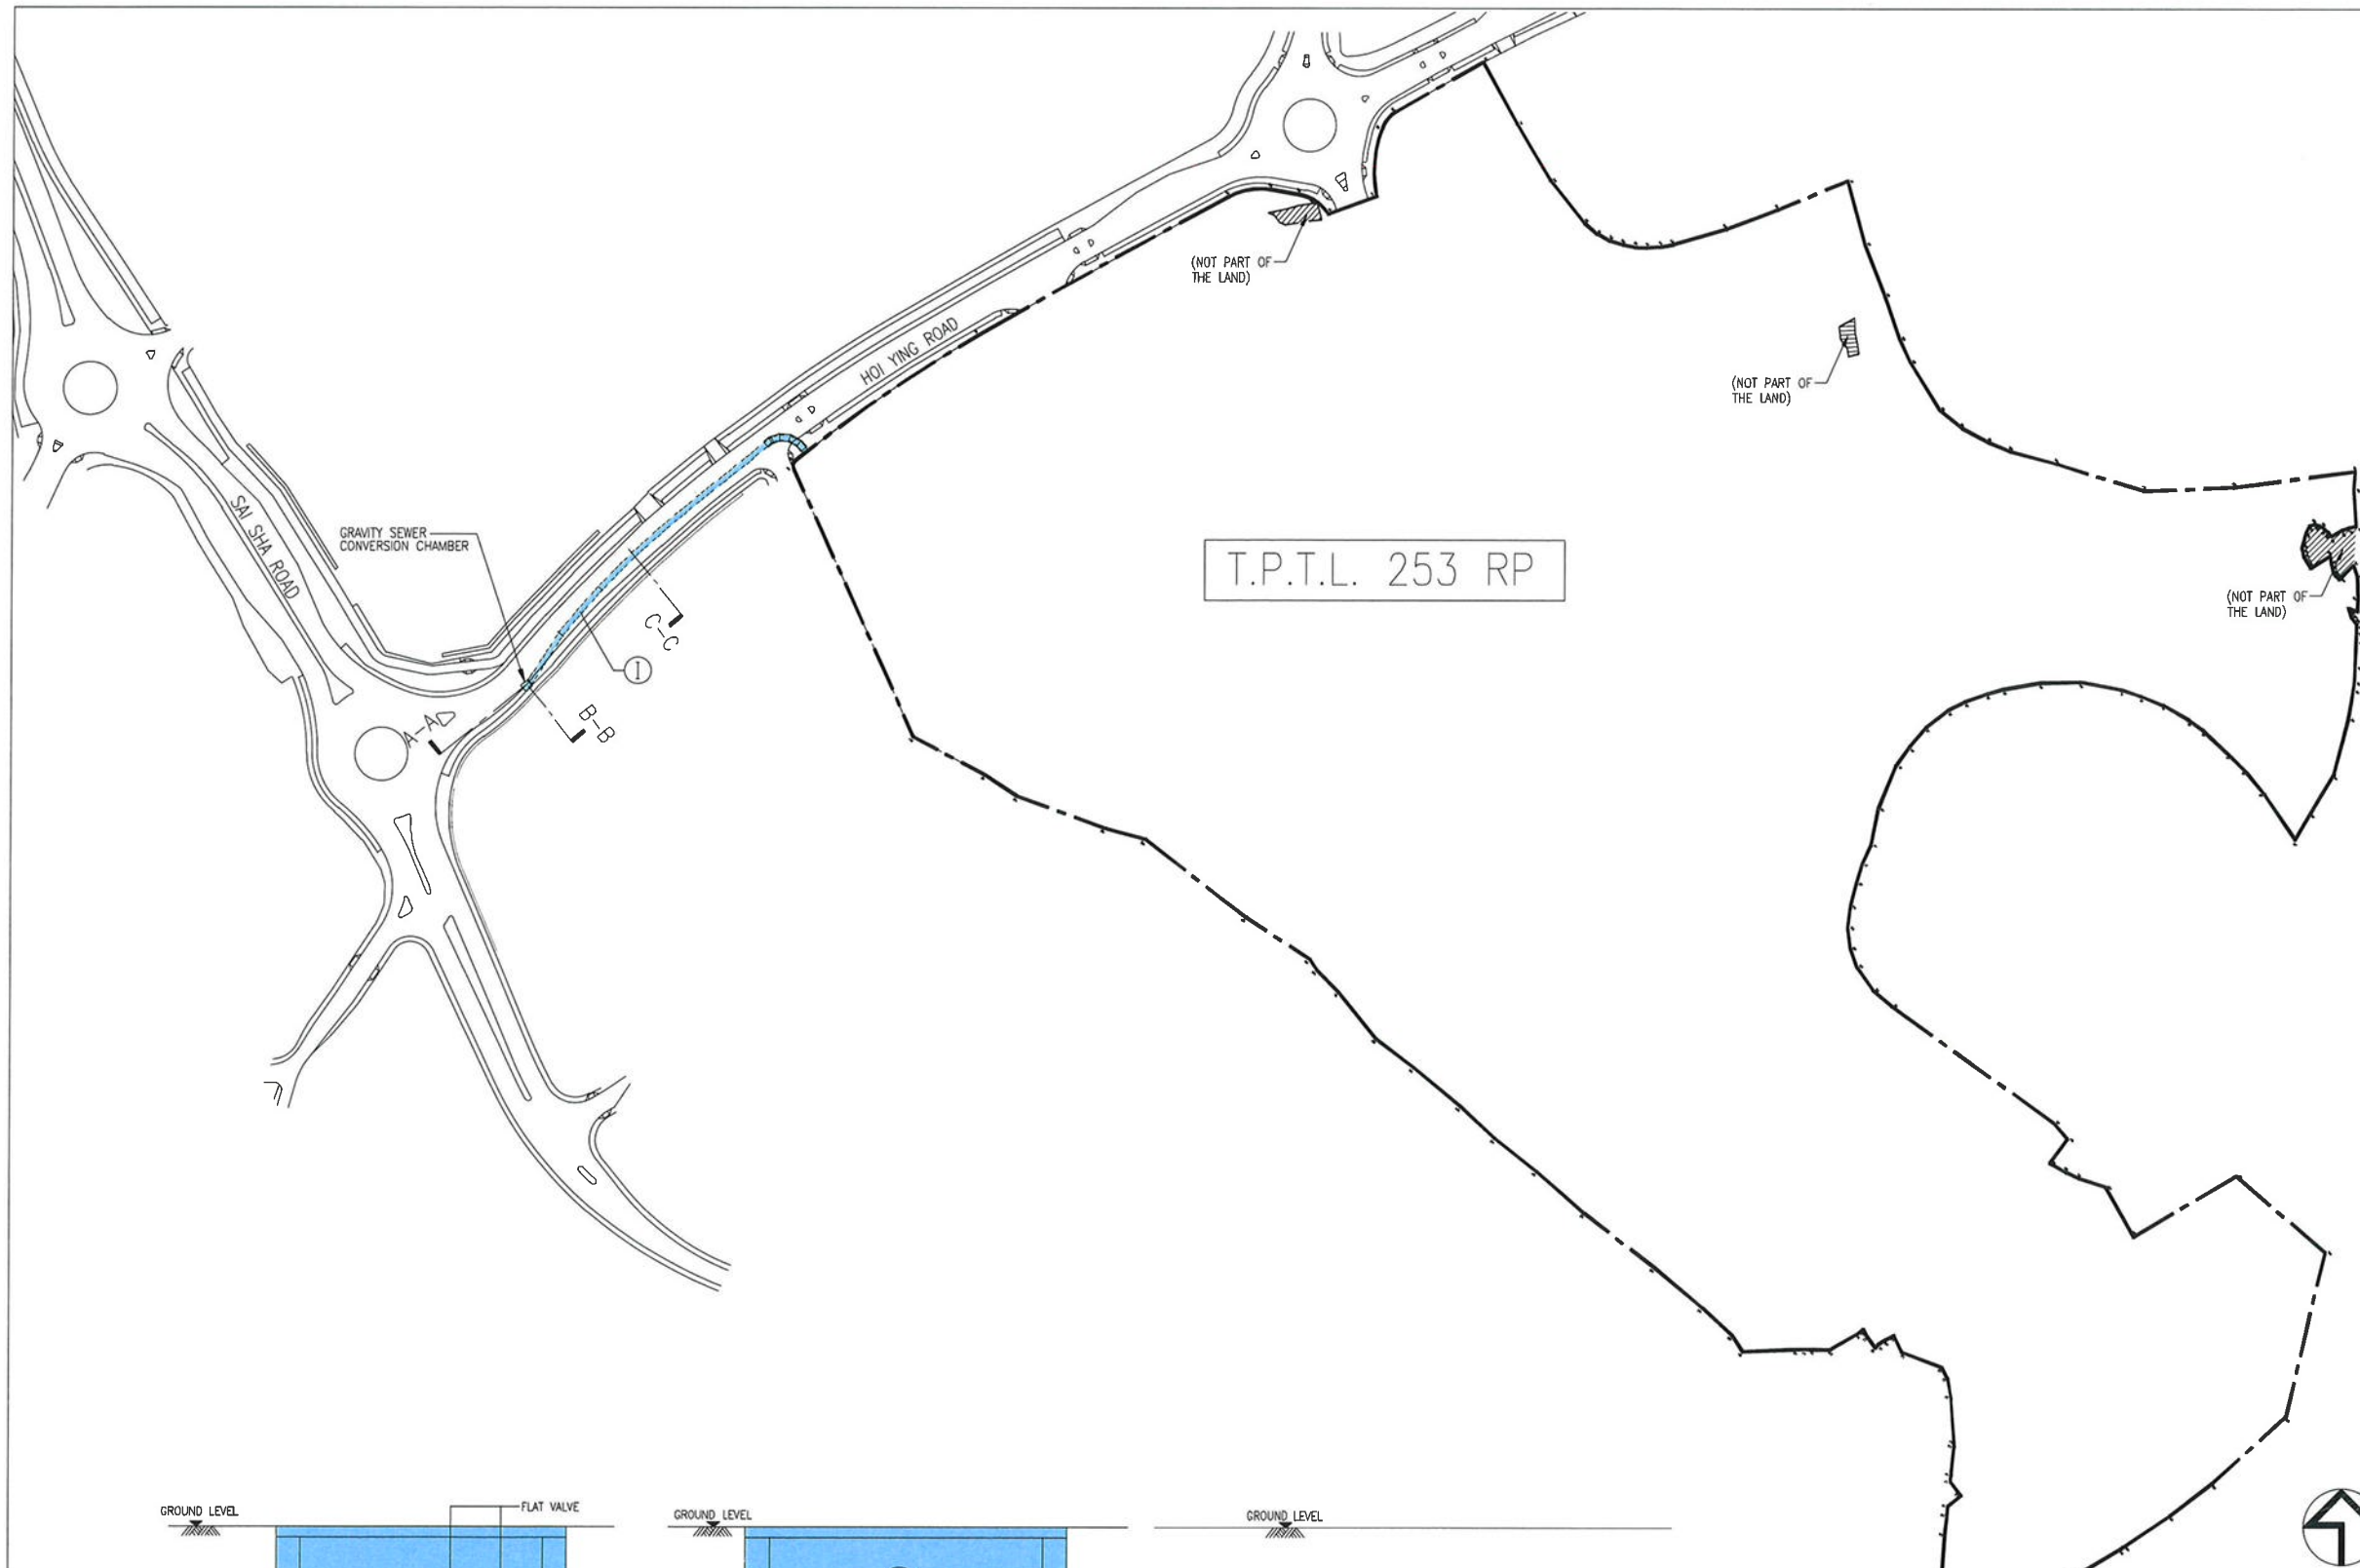 (NOT PART OF
THE LAND)
HOI YING ROAD
(NOT PART OF
THE LAND)
SAI SHA ROAD
GRAVITY SEWER
CONVERSION CHAMBER
T.P.T.L. 253 RP
(NOT PART OF
THE LAND)
C-C
I
B-B
A-A
GROUND LEVEL
FLAT VALVE
GROUND LEVEL
GROUND LEVEL